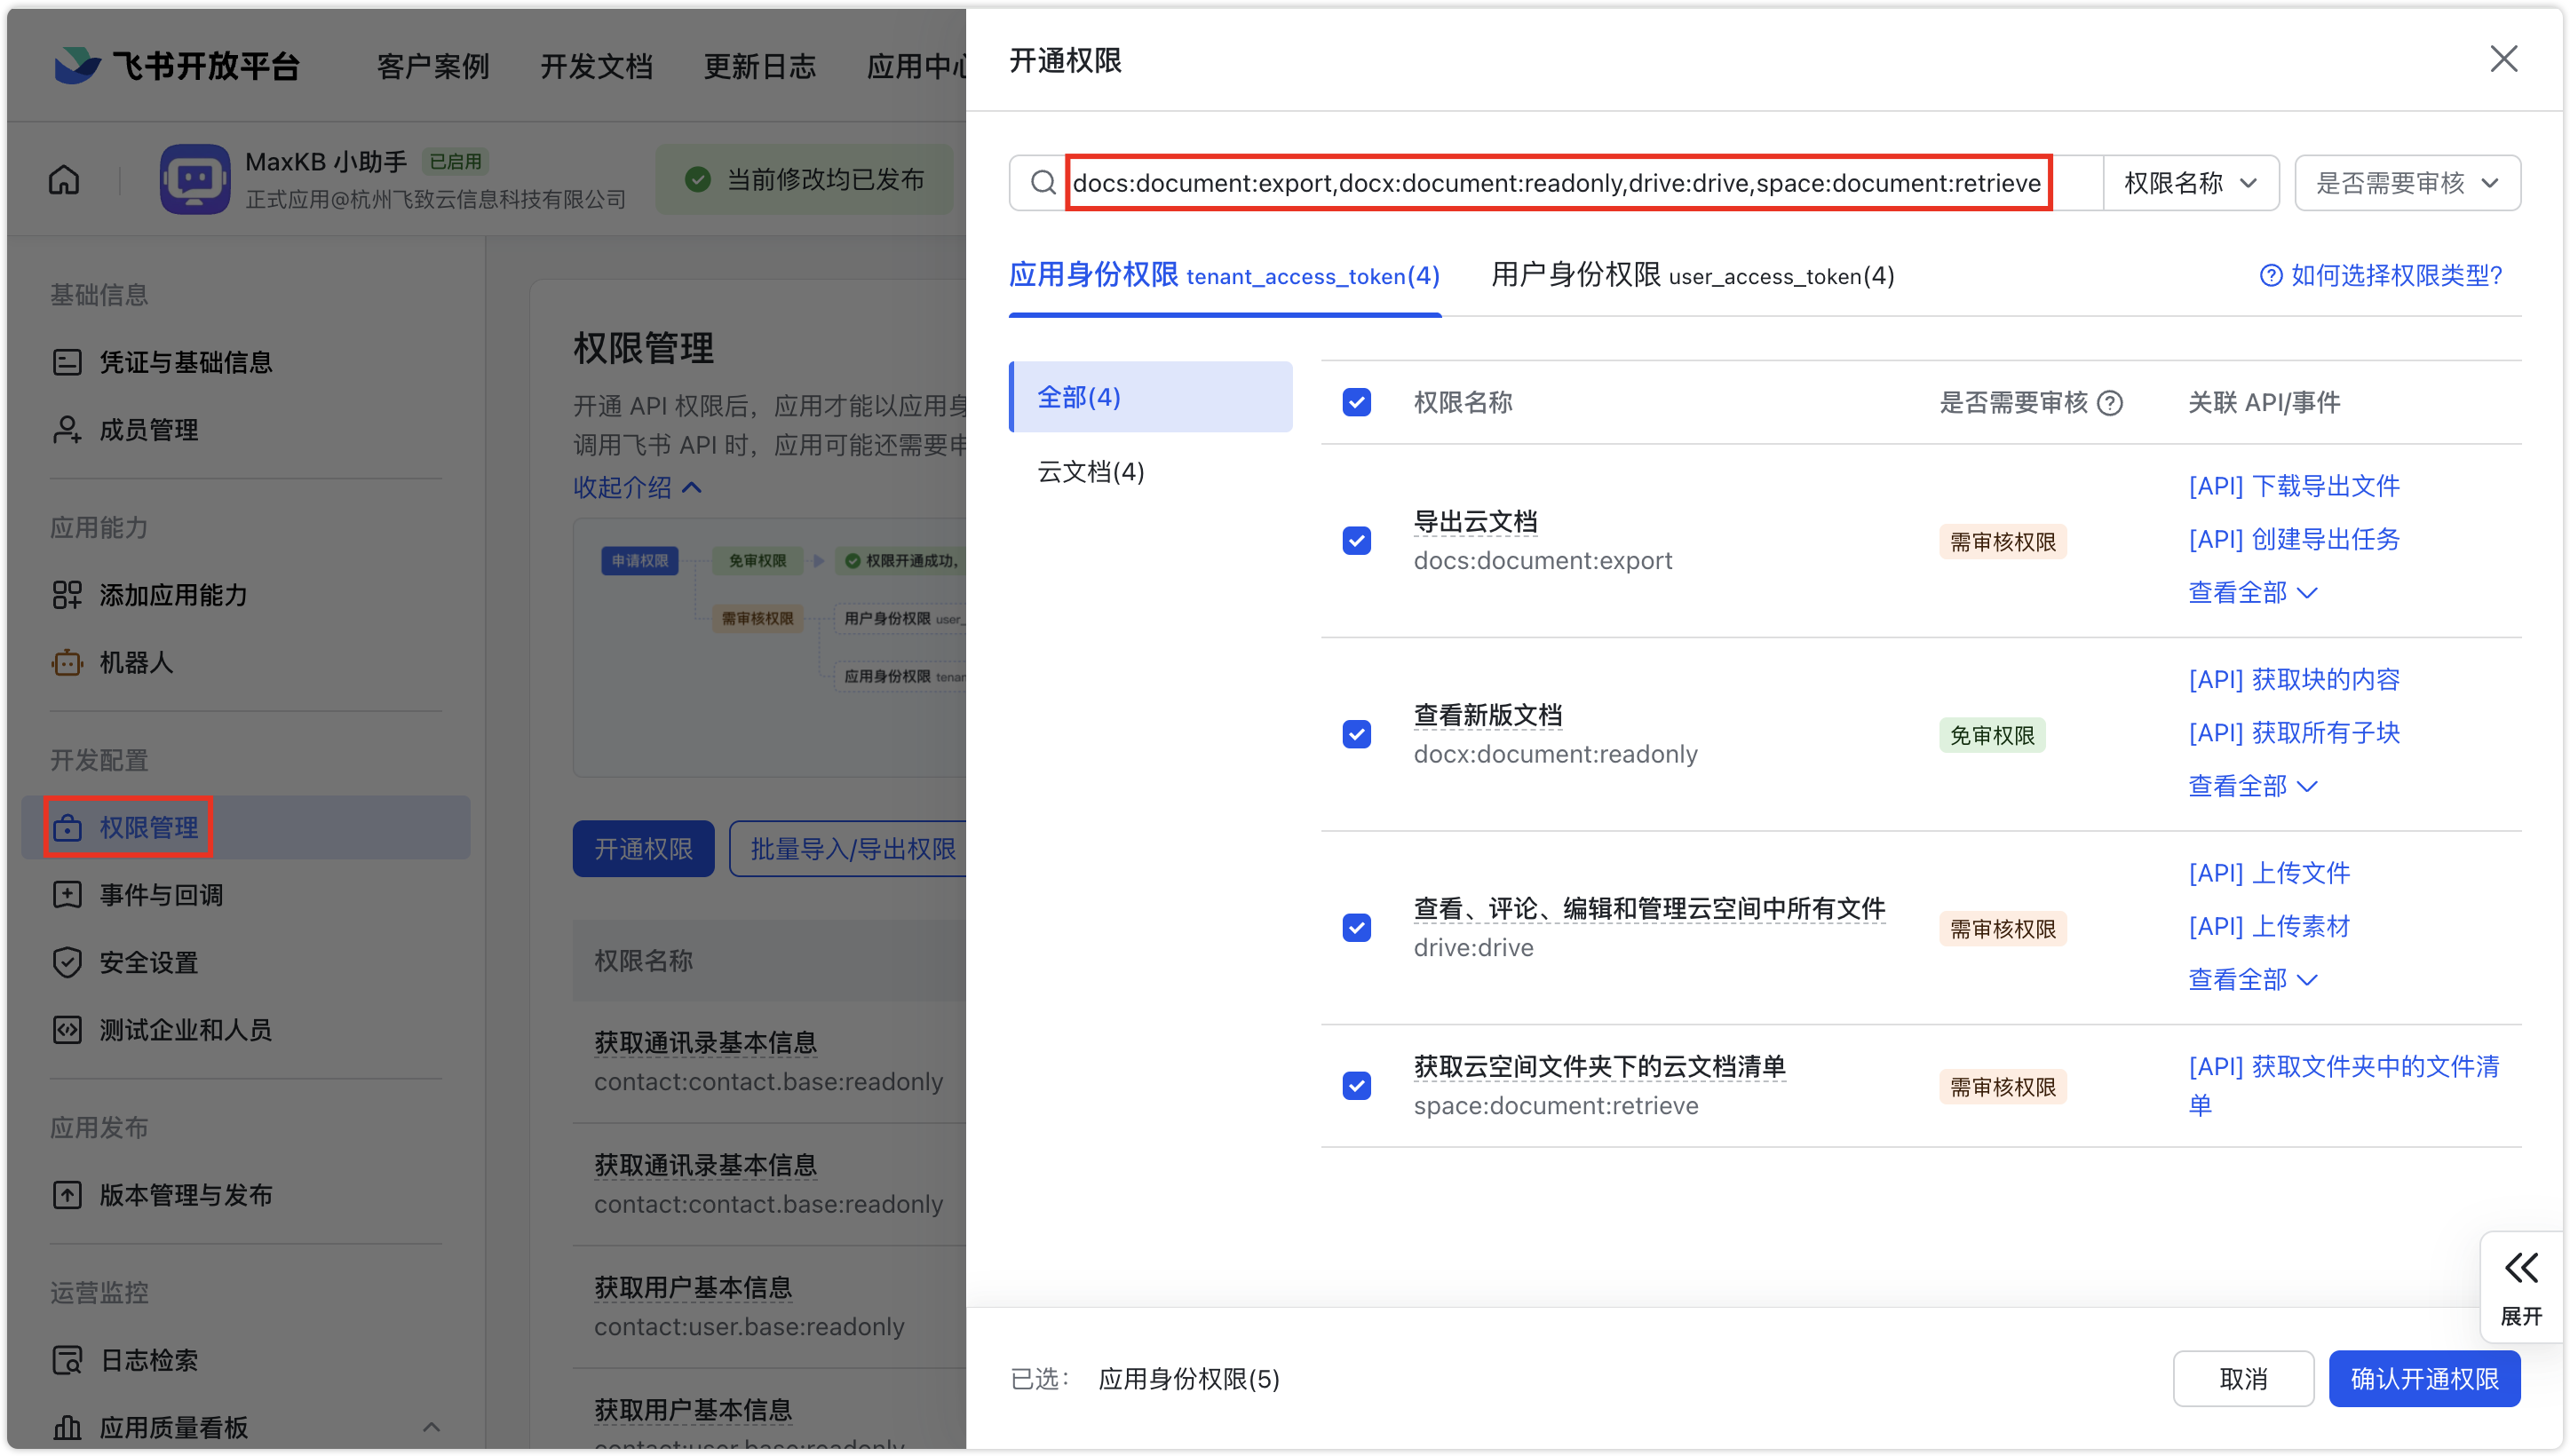 飞书开放平台
客户案例
开发文档
更新日志
应用中心
MaxKB 小助手
已启用
正式应用@杭州飞致云信息科技有限公司
当前修改均已发布
基础信息
凭证与基础信息
成员管理
应用能力
添加应用能力
机器人
开发配置
权限管理
事件与回调
安全设置
测试企业和人员
应用发布
版本管理与发布
运营监控
日志检索
应用质量看板
权限管理
开通 API 权限后，应用才能以应用身
调用飞书 API 时，应用可能还需要申
收起介绍
申请权限
免审权限
权限开通成功，
需审核权限
用户身份权限 user_
应用身份权限 tenan
开通权限
批量导入/导出权限
权限名称
获取通讯录基本信息
contact:contact.base:readonly
获取通讯录基本信息
contact:contact.base:readonly
获取用户基本信息
contact:user.base:readonly
获取用户基本信息
contact:user.base:readonly
开通权限
docs:document:export,docx:document:readonly,drive:drive,space:document:retrieve
权限名称
是否需要审核
应用身份权限 tenant_access_token(4)
用户身份权限 user_access_token(4)
如何选择权限类型?
全部(4)
云文档(4)
权限名称
是否需要审核
关联 API/事件
导出云文档
docs:document:export
需审核权限
[API] 下载导出文件
[API] 创建导出任务
查看全部
查看新版文档
docx:document:readonly
免审权限
[API] 获取块的内容
[API] 获取所有子块
查看全部
查看、评论、编辑和管理云空间中所有文件
drive:drive
需审核权限
[API] 上传文件
[API] 上传素材
查看全部
获取云空间文件夹下的云文档清单
space:document:retrieve
需审核权限
[API] 获取文件夹中的文件清
单
展开
已选： 应用身份权限(5)
取消
确认开通权限